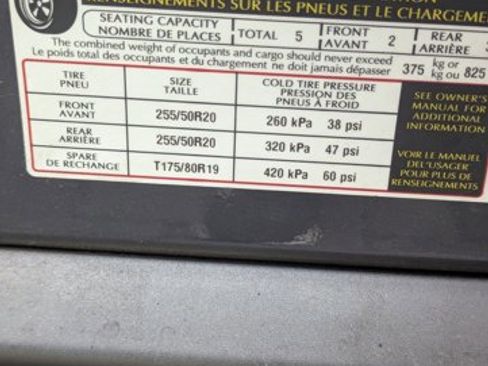 RENSEIGNEMENTS SUR LES PNEUS ET LE CHARGEMEN
SEATING CAPACITY
NOMBRE DE PLACES
TOTAL 5
FRONT
AVANT 2
REAR
ARRIÈRE
The combined weight of occupants and cargo should never exceed
Le poids total des occupants et du chargement ne doit jamais dépasser
375 kg or
kg ou 825
TIRE
PNEU
SIZE
TAILLE
COLD TIRE PRESSURE
PRESSION DES
PNEUS À FROID
FRONT
AVANT
255/50R20
260 kPa 38 psi
REAR
ARRIÈRE
255/50R20
320 kPa 47 psi
SPARE
DE RECHANGE
T175/80R19
420 kPa 60 psi
SEE OWNER'S
MANUAL FOR
ADDITIONAL
INFORMATION
VOIR LE MANUEL
DEL'USAGER
POUR PLUS DE
RENSEIGNEMENTS